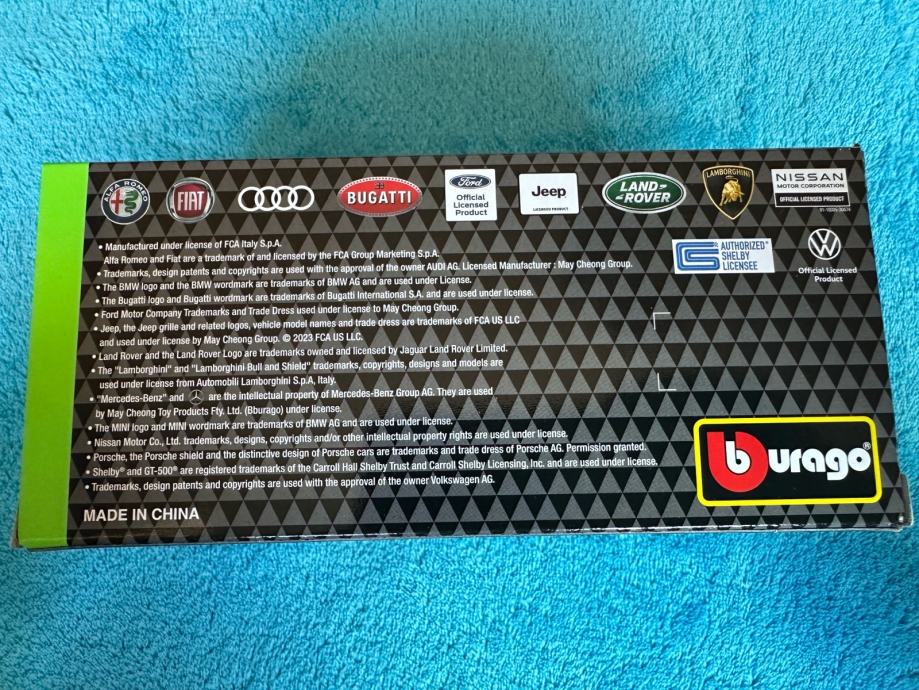 ALFA ROMEO
FIAT
BUGATTI
Ford
Official
Licensed
Product
Jeep
LICENSED PRODUCT
LAND-
-ROVER
LAMBORGHINI
NISSAN
MOTOR CORPORATION
OFFICIAL LICENSED PRODUCT
AUTHORIZED
SHELBY
LICENSEE
Official Licensed
Product
• Manufactured under license of FCA Italy S.p.A.
Alfa Romeo and Fiat are a trademark of and licensed by the FCA Group Marketing S.p.A.
• Trademarks, design patents and copyrights are used with the approval of the owner AUDI AG. Licensed Manufacturer : May Cheong Group.
• The BMW logo and the BMW wordmark are trademarks of BMW AG and are used under License.
• The Bugatti logo and Bugatti wordmark are trademarks of Bugatti International S.A. and are used under license.
• Ford Motor Company Trademarks and Trade Dress used under license to May Cheong Group.
• Jeep, the Jeep grille and related logos, vehicle model names and trade dress are trademarks of FCA US LLC
and used under license by May Cheong Group. © 2023 FCA US LLC.
• Land Rover and the Land Rover Logo are trademarks owned and licensed by Jaguar Land Rover Limited.
• The "Lamborghini" and "Lamborghini Bull and Shield" trademarks, copyrights, designs and models are
used under license from Automobili Lamborghini S.p.A, Italy.
• "Mercedes-Benz" and are the intellectual property of Mercedes-Benz Group AG. They are used
by May Cheong Toy Products Fty. Ltd. (Bburago) under license.
• The MINI logo and MINI wordmark are trademarks of BMW AG and are used under license.
• Nissan Motor Co., Ltd. trademarks, designs, copyrights and/or other intellectual property rights are used under license.
• Porsche, the Porsche shield and the distinctive design of Porsche cars are trademarks and trade dress of Porsche AG. Permission granted.
• Shelby® and GT-500® are registered trademarks of the Carroll Hall Shelby Trust and Carroll Shelby Licensing, Inc. and are used under license.
• Trademarks, design patents and copyrights are used with the approval of the owner Volkswagen AG.
MADE IN CHINA
burago®